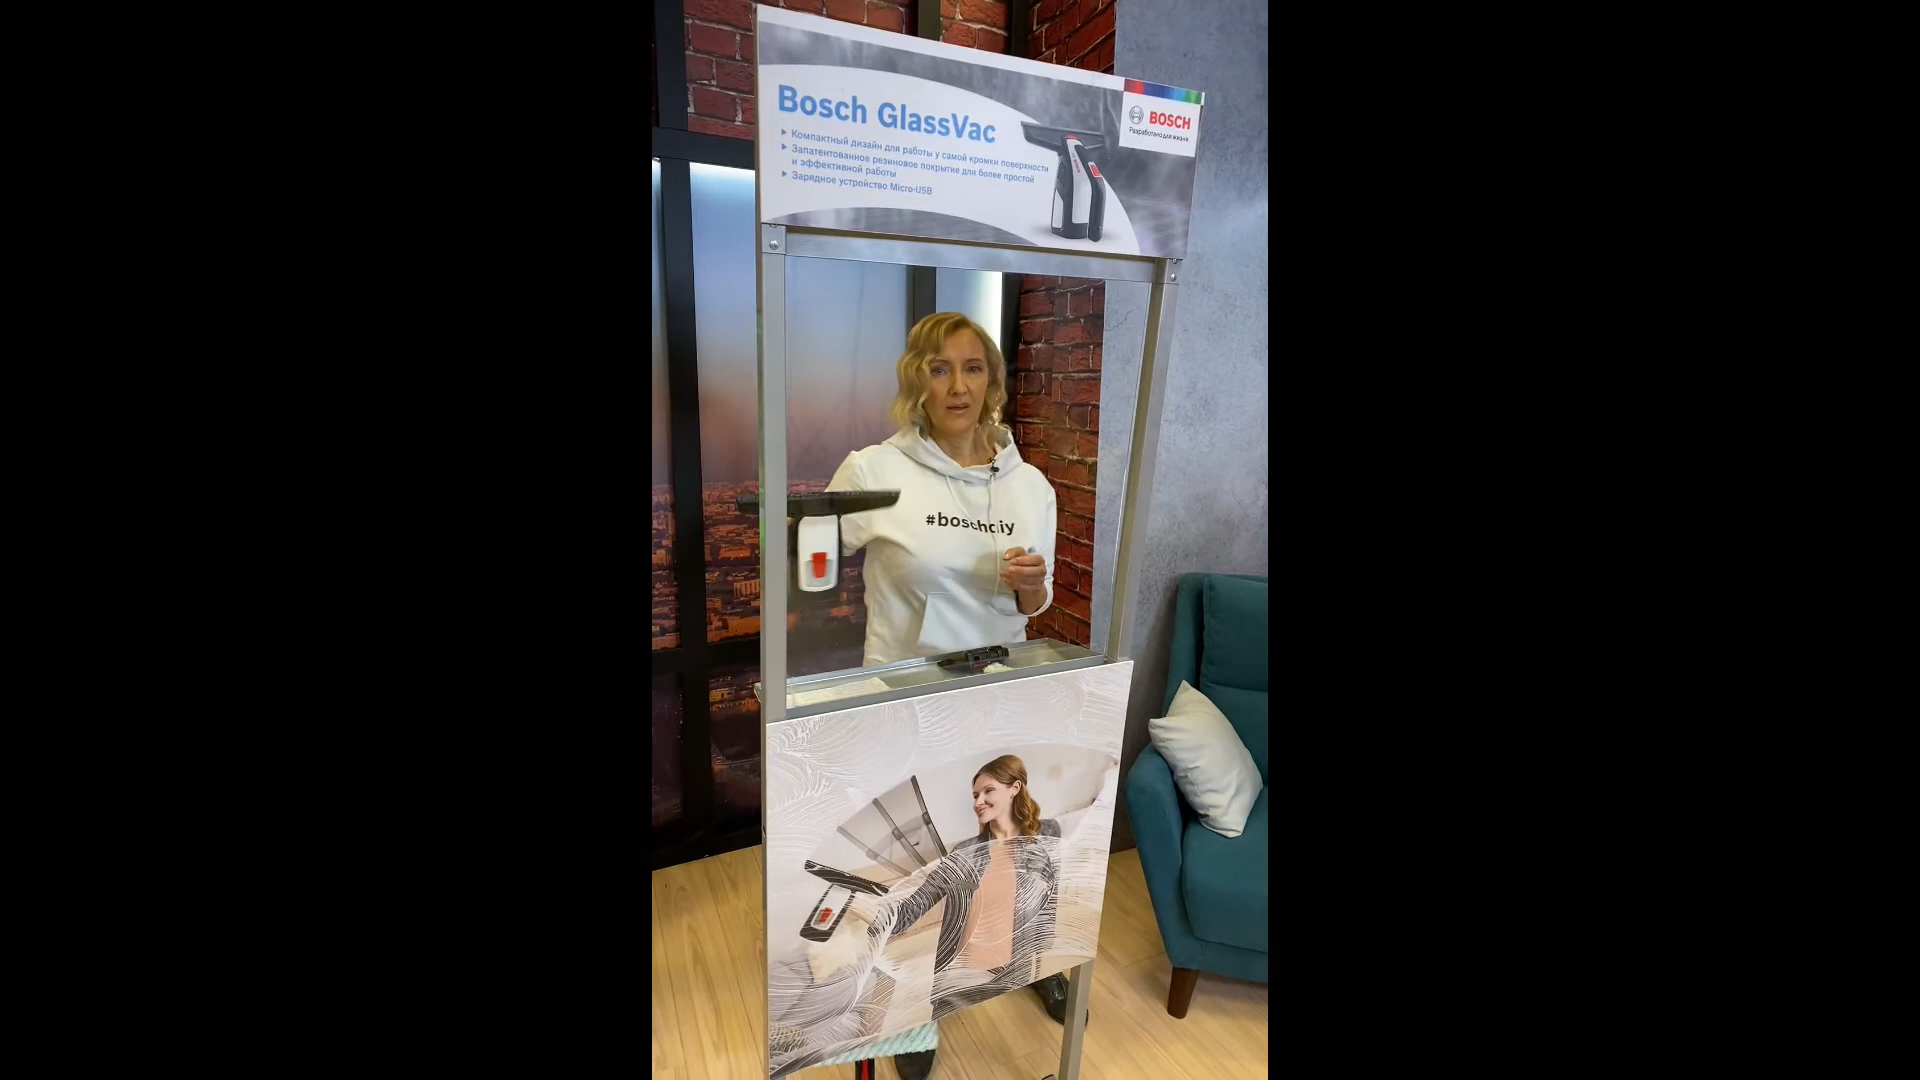 Bosch GlassVac
Компактный дизайн для работы у самой кромки поверхности
Запатентованное резиновое покрытие для более простой
и эффективной работы
Зарядное устройство Micro-USB
BOSCH
Разработано для жизни
#boschdiy